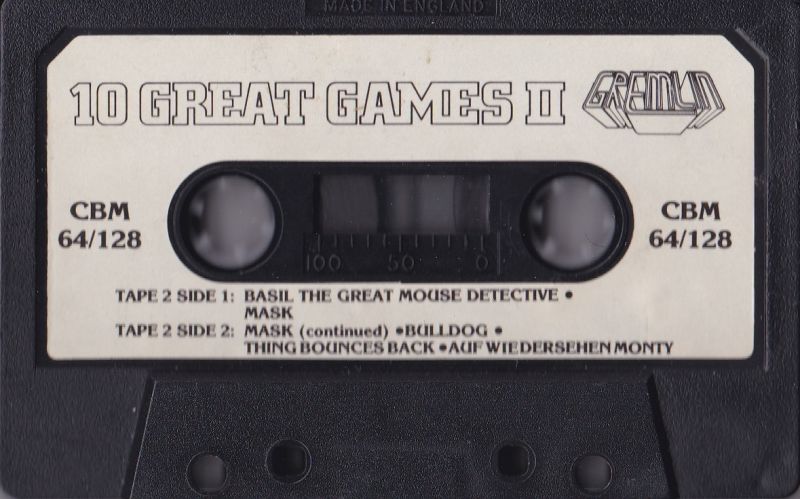 MADE IN ENGLAND
10 GREAT GAMES II
GREMLIN
CBM
64/128
CBM
64/128
100 50 0
TAPE 2 SIDE 1: BASIL THE GREAT MOUSE DETECTIVE •
MASK
TAPE 2 SIDE 2: MASK (continued) •BULLDOG •
THING BOUNCES BACK •AUF WIEDERSEHEN MONTY